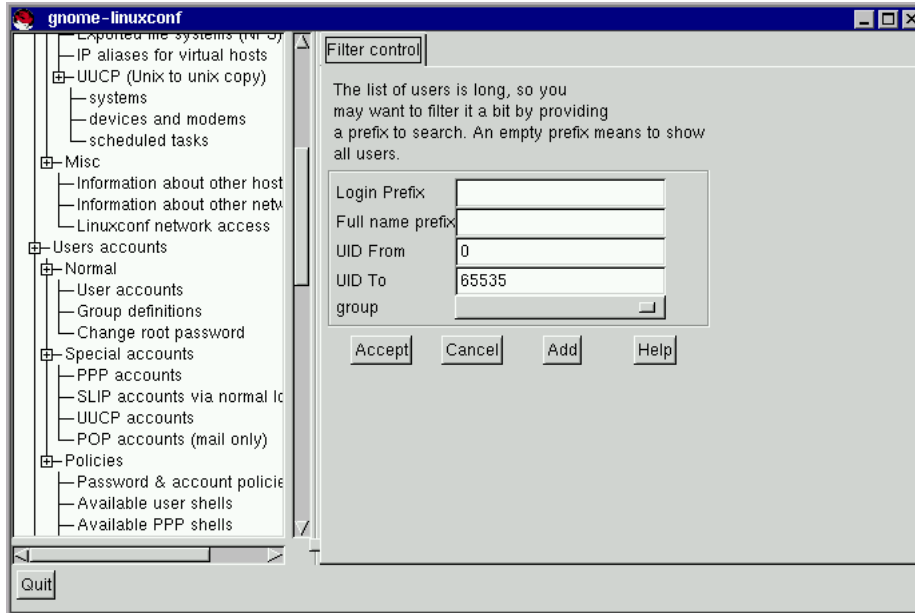 gnome-linuxconf
Exported file systems (NFS)
IP aliases for virtual hosts
UUCP (Unix to unix copy)
systems
devices and modems
scheduled tasks
Misc
Information about other host
Information about other netw
Linuxconf network access
Users accounts
Normal
User accounts
Group definitions
Change root password
Special accounts
PPP accounts
SLIP accounts via normal lo
UUCP accounts
POP accounts (mail only)
Policies
Password & account policie
Available user shells
Available PPP shells
Quit
Filter control
The list of users is long, so you
may want to filter it a bit by providing
a prefix to search. An empty prefix means to show
all users.
Login Prefix
Full name prefix
UID From 0
UID To 65535
group
Accept Cancel Add Help